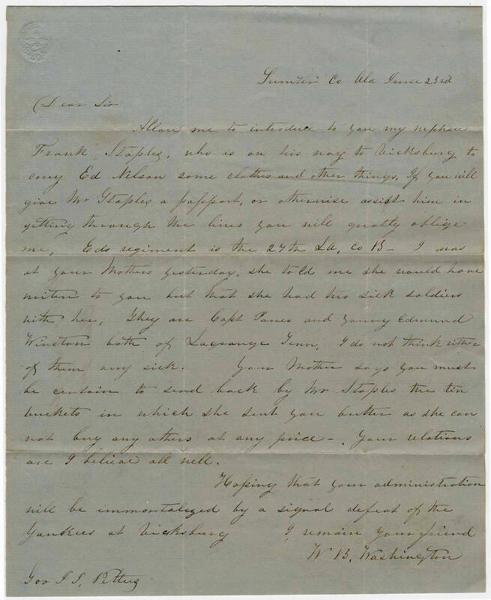 Sumter Co Ala June 23rd
Dear Sir
Allow me to introduce to you my nephew
Frank Staples, who is on his way to Vicksburg to
cary Ed Nelson some clothes and other things, If you will
give Mr Staples a passport, or otherwise assist him in
getting through the lines you will greatly oblige
me, Eds regiment is the 27th La, co B - I was
at your Mothers yesterday, she told me she would have
writen to you but that she had two sick soldiers
with her, They are Capt and young Edmund
Winston both of Lagrange Tenn, I do not think either
of them very sick. Your Mother says you must
be certain to send back by Mr Staples the tin
buckets in which she sent you butter as she can
not buy any others at any price -. Your relations
are I believe all well.
Hoping that your administration
will be immortalized by a signal defeat of the
Yankees at Vicksburg I remain your friend
W B. Washington
Gov J. J. Pettus